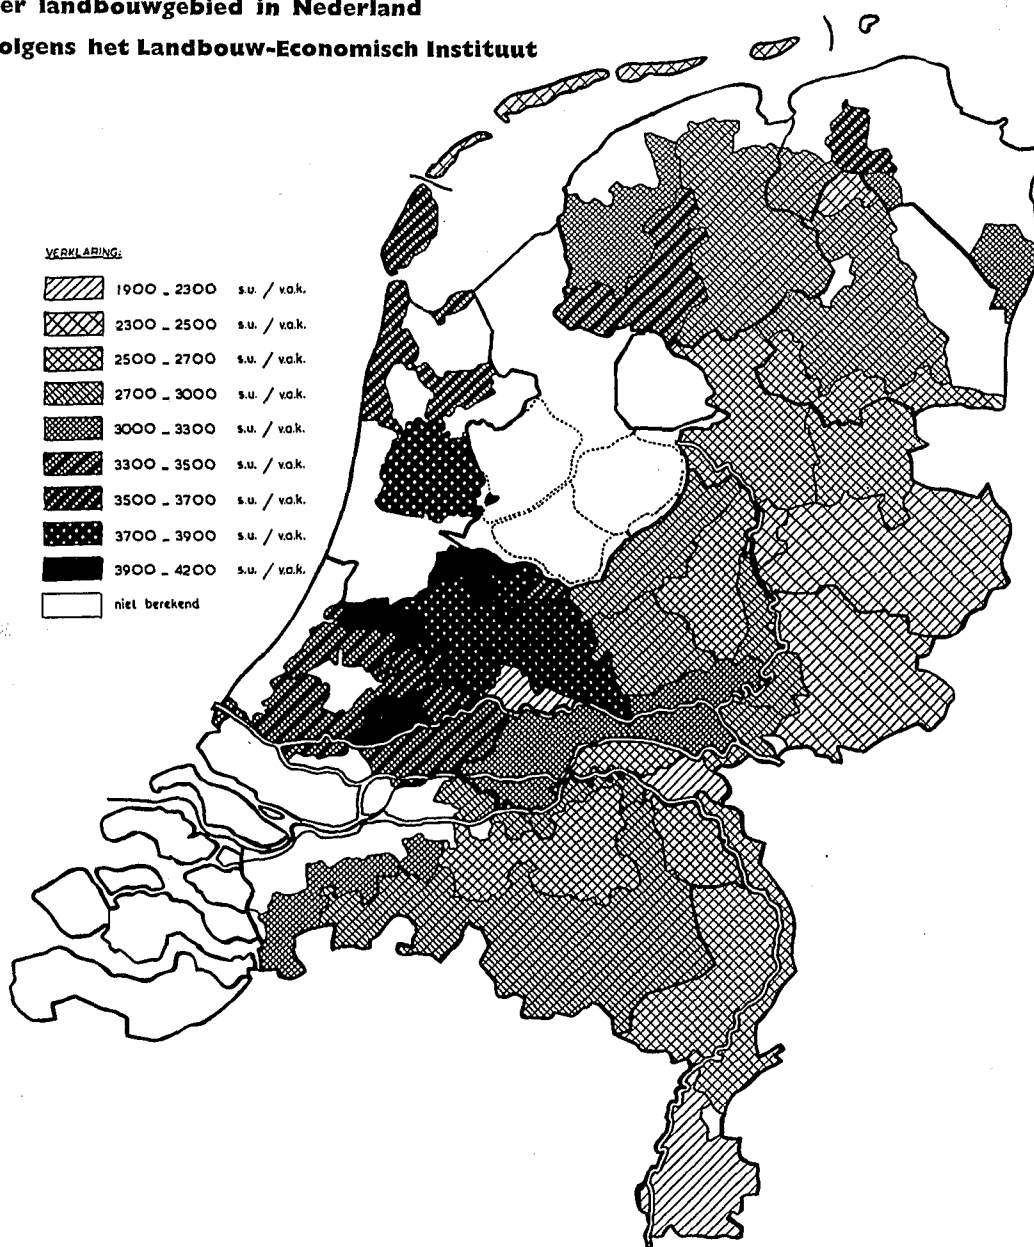 er landbouwgebied in Nederland
olgens het Landbouw-Economisch Instituut
VERKLARING:
1900 - 2300 s.u. / v.a.k.
2300 - 2500 s.u. / v.a.k.
2500 - 2700 s.u. / v.a.k.
2700 - 3000 s.u. / v.a.k.
3000 - 3300 s.u. / v.a.k.
3300 - 3500 s.u. / v.a.k.
3500 - 3700 s.u. / v.a.k.
3700 - 3900 s.u. / v.a.k.
3900 - 4200 s.u. / v.a.k.
niet berekend